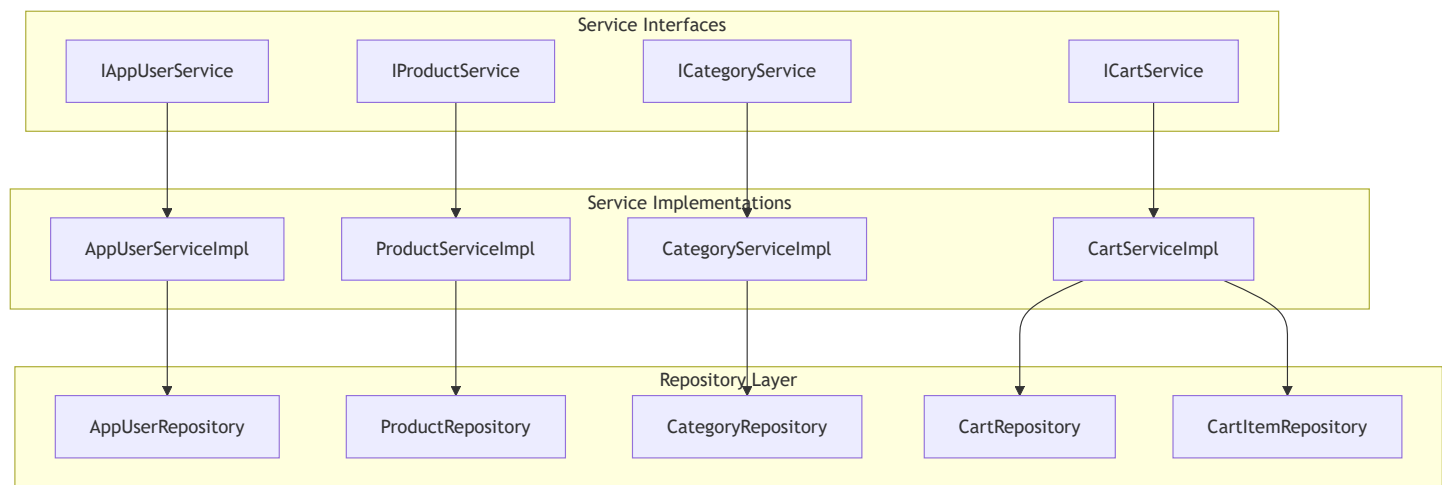 Service Interfaces
IAppUserService
IProductService
ICategoryService
ICartService
Service Implementations
AppUserServiceImpl
ProductServiceImpl
CategoryServiceImpl
CartServiceImpl
Repository Layer
AppUserRepository
ProductRepository
CategoryRepository
CartRepository
CartItemRepository